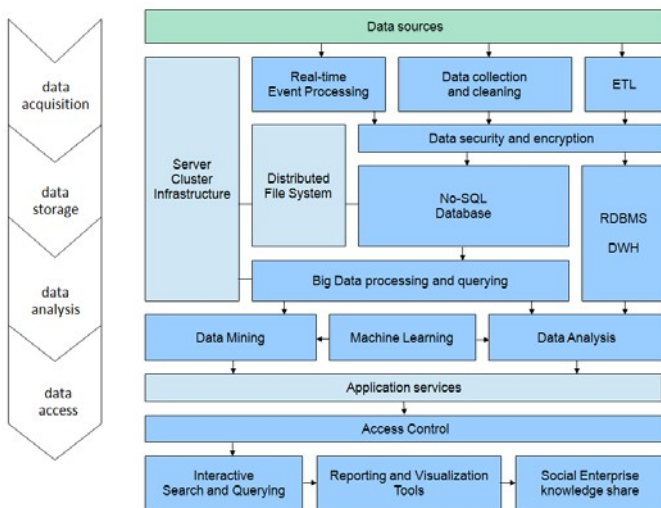 data
acquisition
data
storage
data
analysis
data
access
Data sources
Real-time
Event Processing
Data collection
and cleaning
ETL
Data security and encryption
Server
Cluster
Infrastructure
Distributed
File System
No-SQL
Database
RDBMS
DWH
Big Data processing and querying
Data Mining
Machine Learning
Data Analysis
Application services
Access Control
Interactive
Search and Querying
Reporting and Visualization
Tools
Social Enterprise
knowledge share